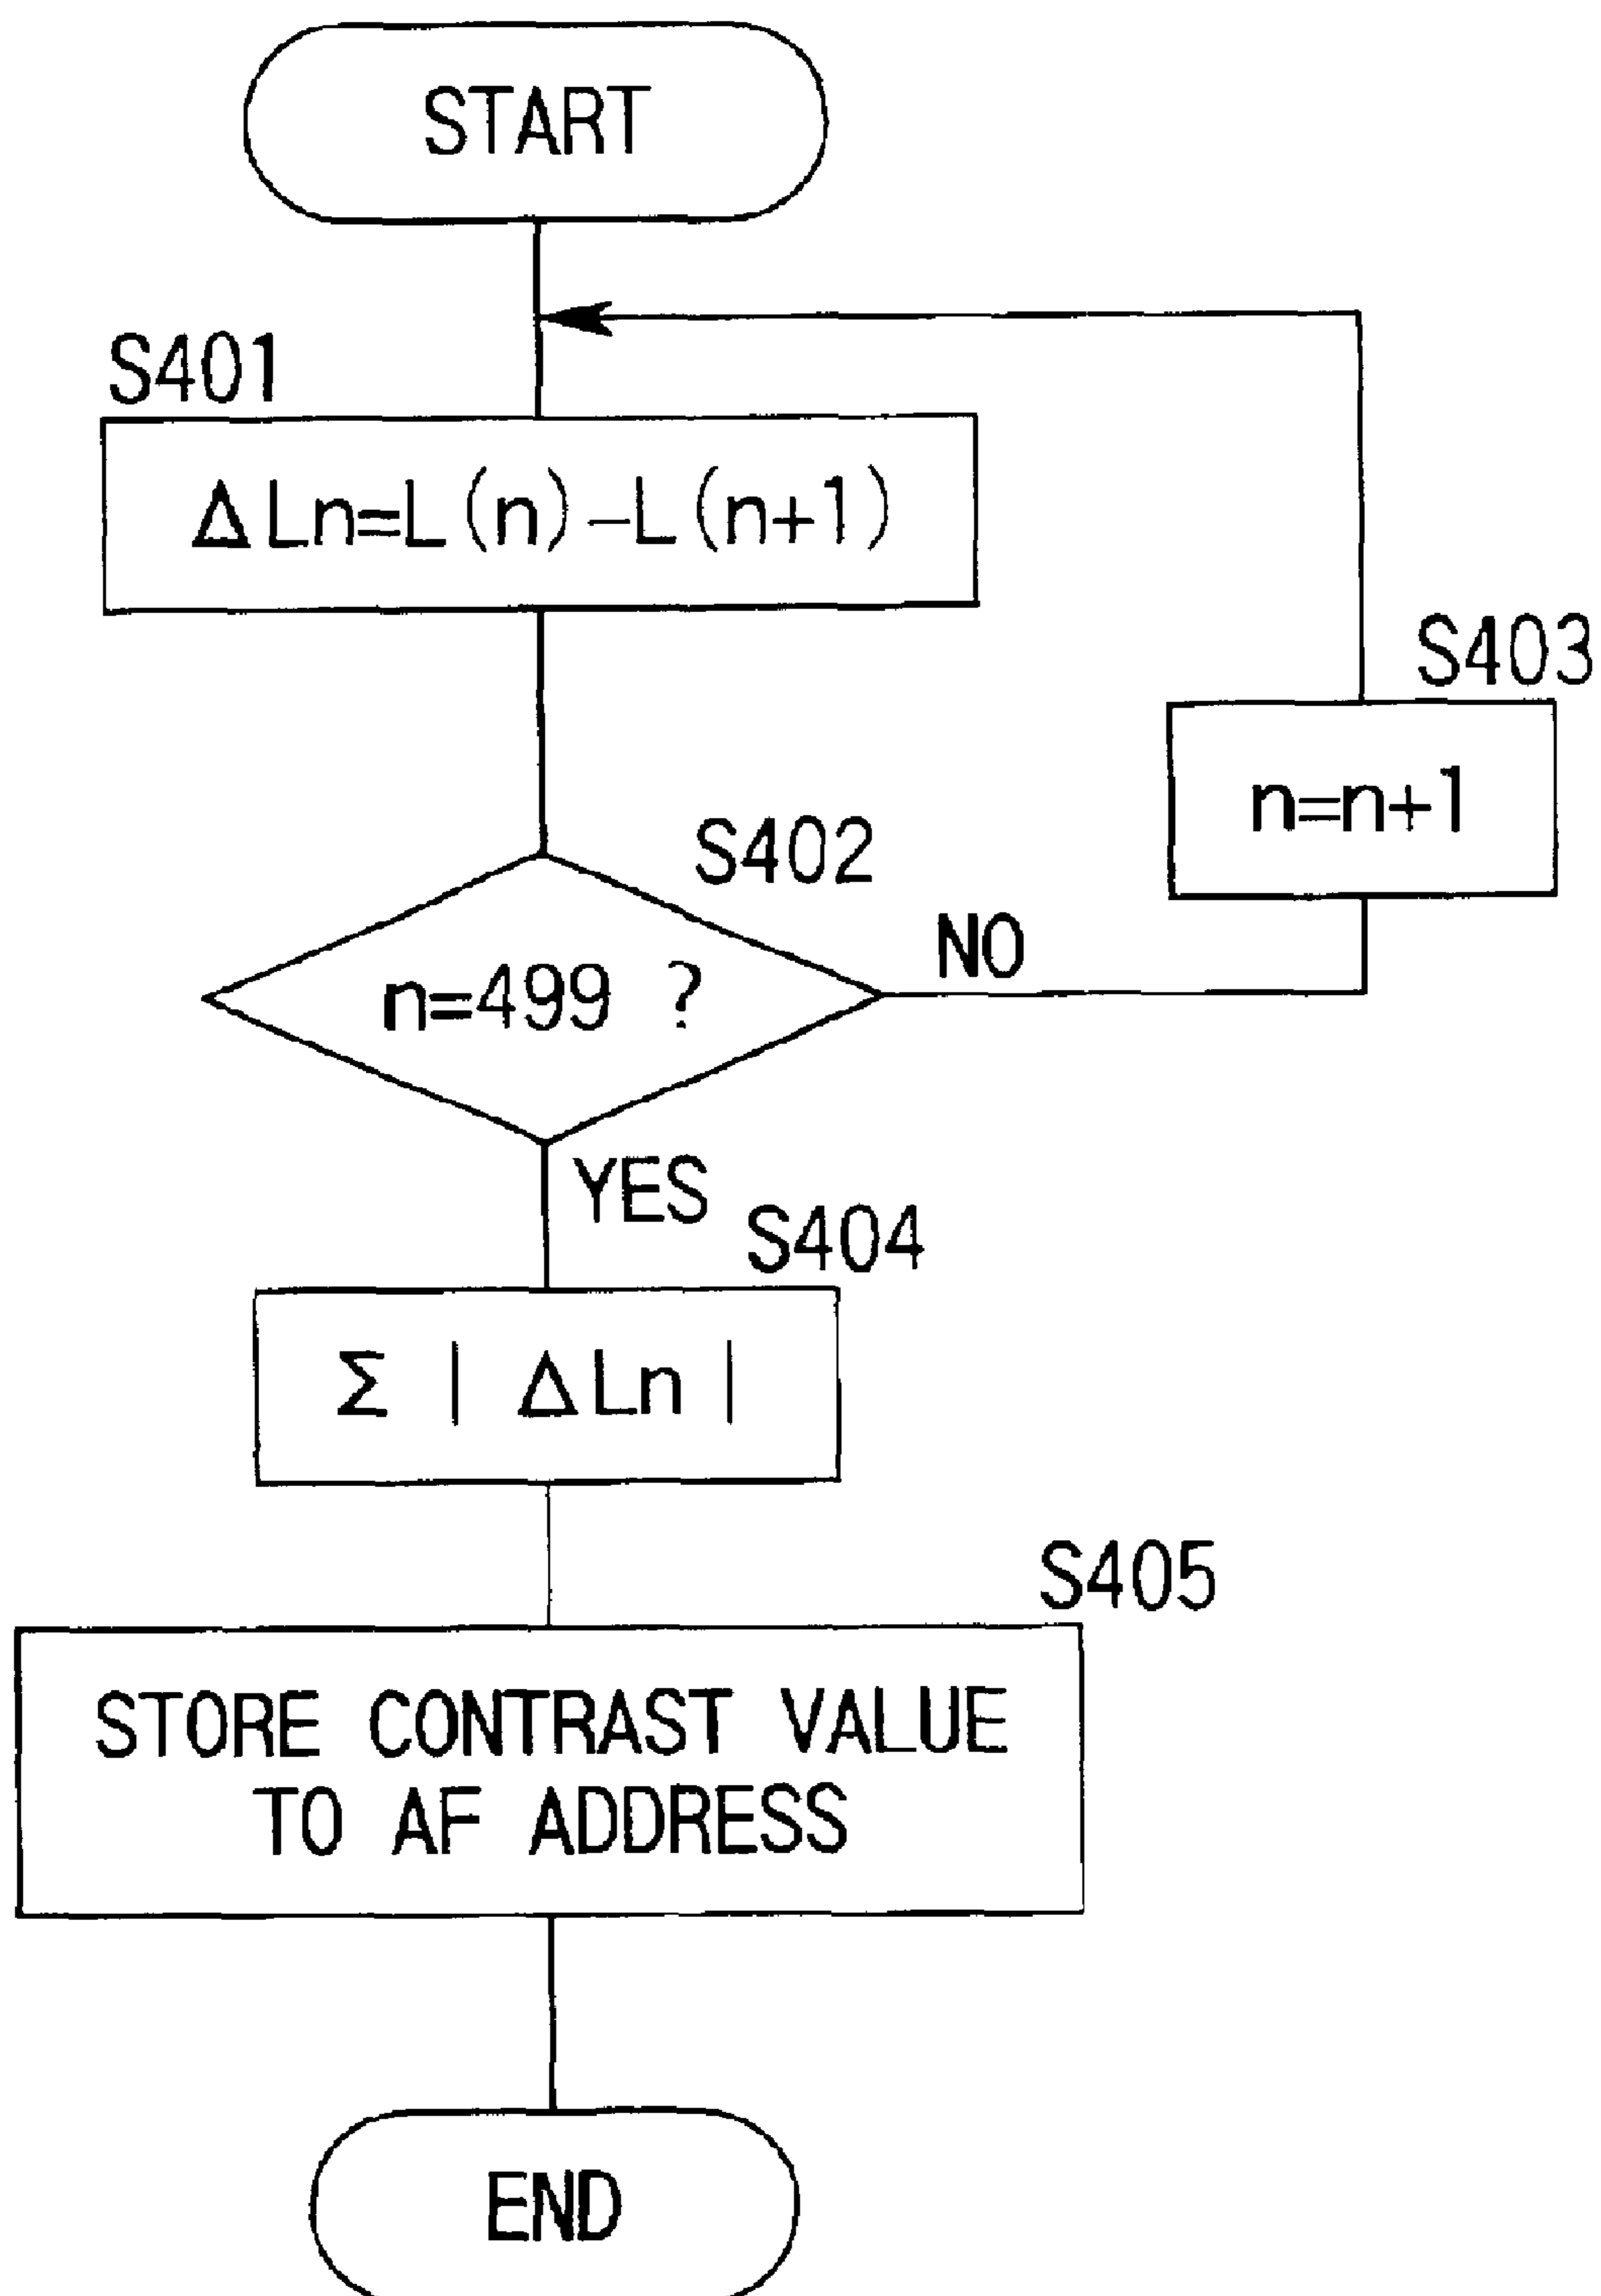 START
S401
ΔLn=L(n)-L(n+1)
S403
n=n+1
S402
n=499 ?
NO
YES
S404
Σ | ΔLn |
S405
STORE CONTRAST VALUE
TO AF ADDRESS
END